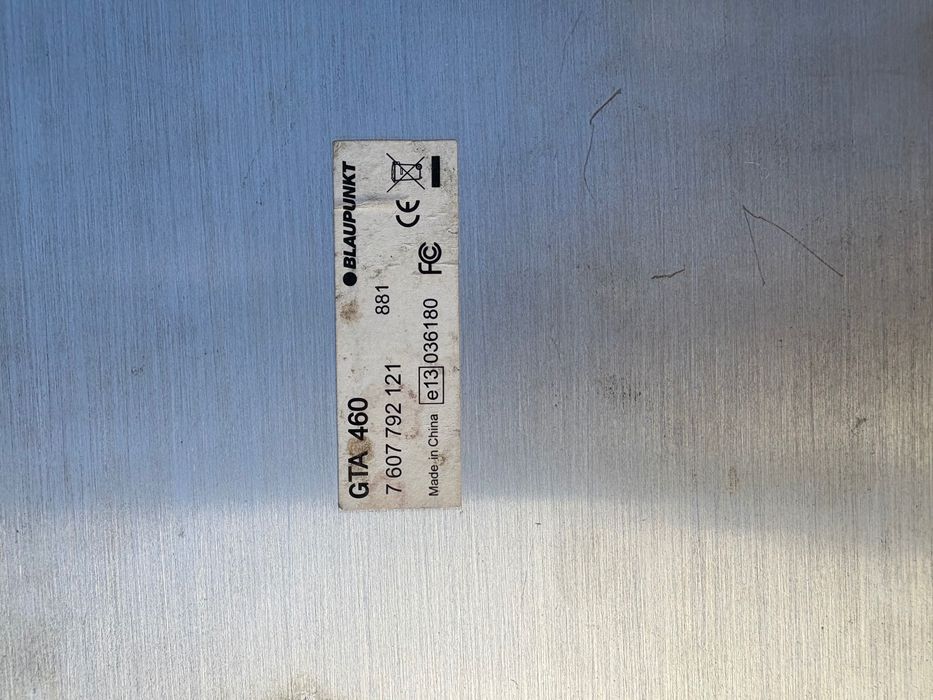 GTA 460 BLAUPUNKT
7 607 792 121 881
Made in China e13 036180 FC CE